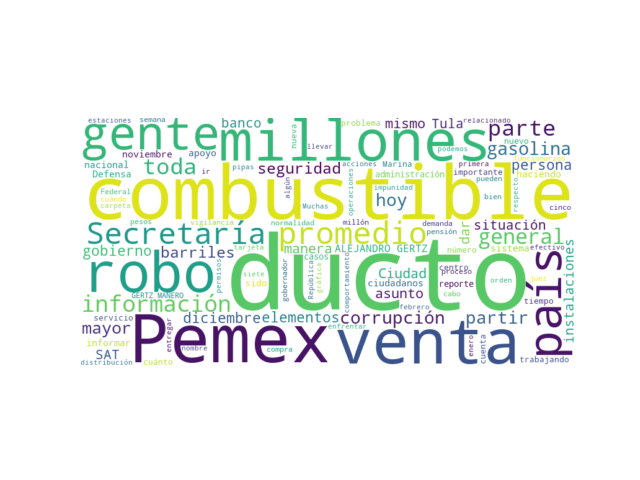 estaciones semana
gente
millones
nueva
banco
llevar
problema
mismo
Tula
relacionado
parte
nuevo
podemos
gasolina
noviembre
apoyo
nacional
toda
ir
pipas
seguridad
algún
operaciones
acciones
Marina
primera
persona
Defensa
administración
importante
haciendo
combustible
Federal
cuando
carpeta
Muchas
impunidad
hoy
pueden
bien
respecto
pesos
vigilancia
normalidad
millón
demanda
pensión
dar
situación
cinco
Secretaría
promedio
general
gobierno
barriles
tarjeta
manera
ALEJANDRO GERTZ
número
sistema
efectivo
robo
ducto
país
instalaciones
permisos
siete
sido
gobernador
casos
República
gráfica
comportamiento
Ciudad
ciudadanos
asunto
centro
proceso
reporte
cabo
orden
juez
tiempo
GERTZ MANERO
información
servicio
diciembre
elementos
corrupción
febrero
partir
mayor
informar
SAT
entregar
Pemex
nombre
compra
enfrentar
venta
enero
cuenta
trabajando
distribución
cuánto